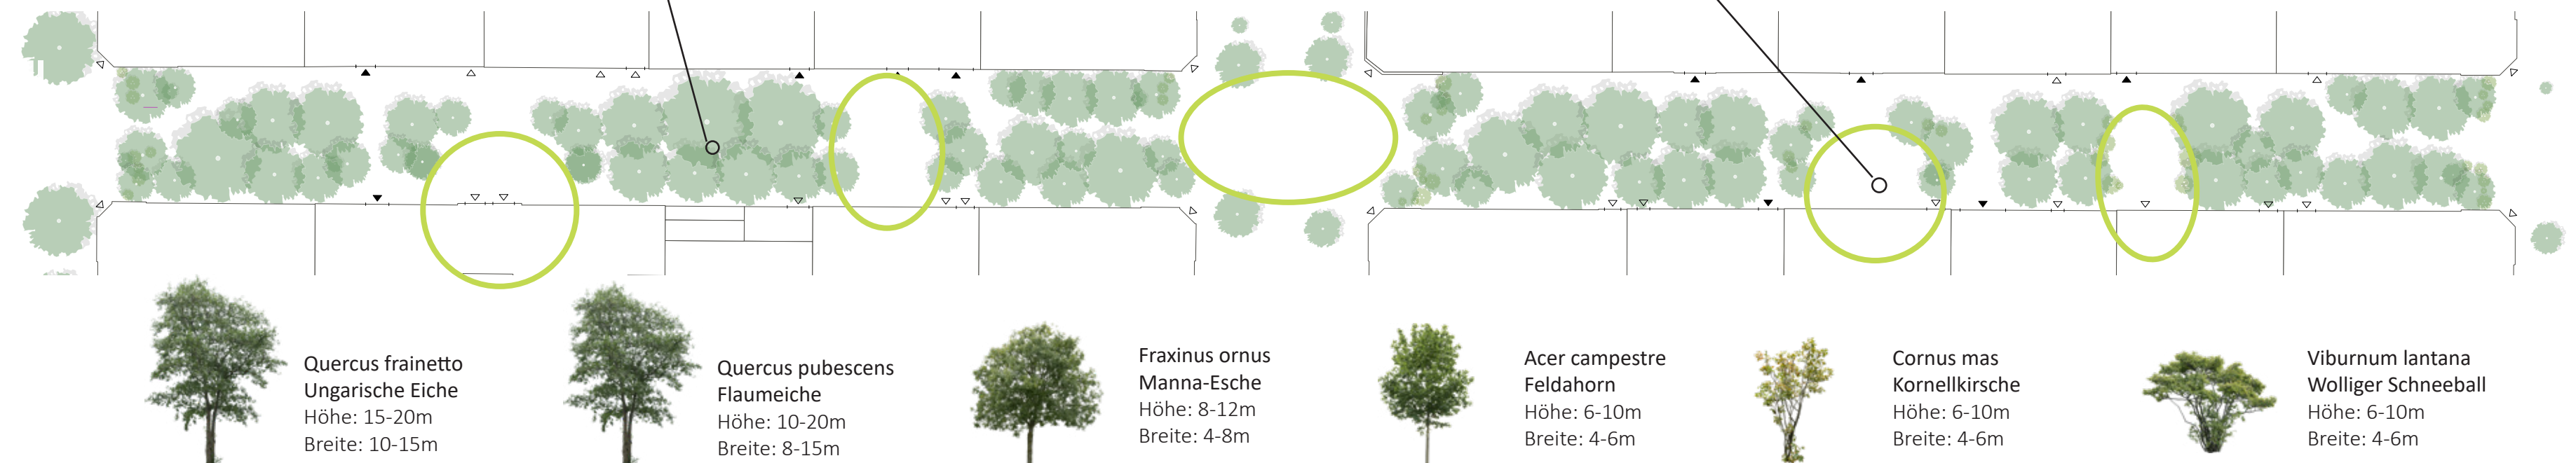 Quercus frainetto
Ungarische Eiche
Höhe: 15-20m
Breite: 10-15m
Quercus pubescens
Flaumeiche
Höhe: 10-20m
Breite: 8-15m
Fraxinus ornus
Manna-Esche
Höhe: 8-12m
Breite: 4-8m
Acer campestre
Feldahorn
Höhe: 6-10m
Breite: 4-6m
Cornus mas
Kornellkirsche
Höhe: 6-10m
Breite: 4-6m
Viburnum lantana
Wolliger Schneeball
Höhe: 6-10m
Breite: 4-6m